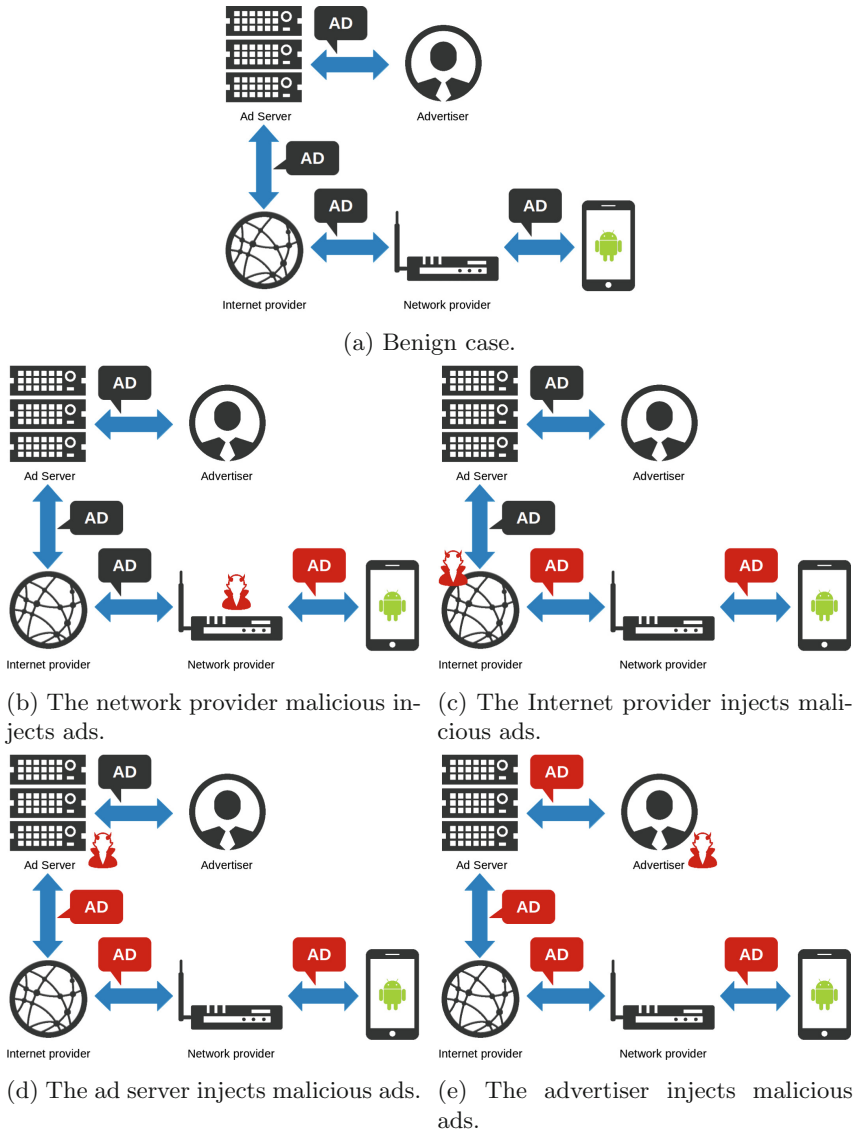 AD
Ad Server
Advertiser
AD
AD
AD
Internet provider
Network provider
(a) Benign case.
AD
Ad Server
Advertiser
AD
AD
AD
Internet provider
Network provider
(b) The network provider malicious in-
jects ads.
AD
Ad Server
Advertiser
AD
AD
AD
Internet provider
Network provider
(c) The Internet provider injects mali-
cious ads.
AD
Ad Server
Advertiser
AD
AD
AD
Internet provider
Network provider
(d) The ad server injects malicious ads.
AD
Ad Server
Advertiser
AD
AD
AD
Internet provider
Network provider
(e) The advertiser injects malicious
ads.